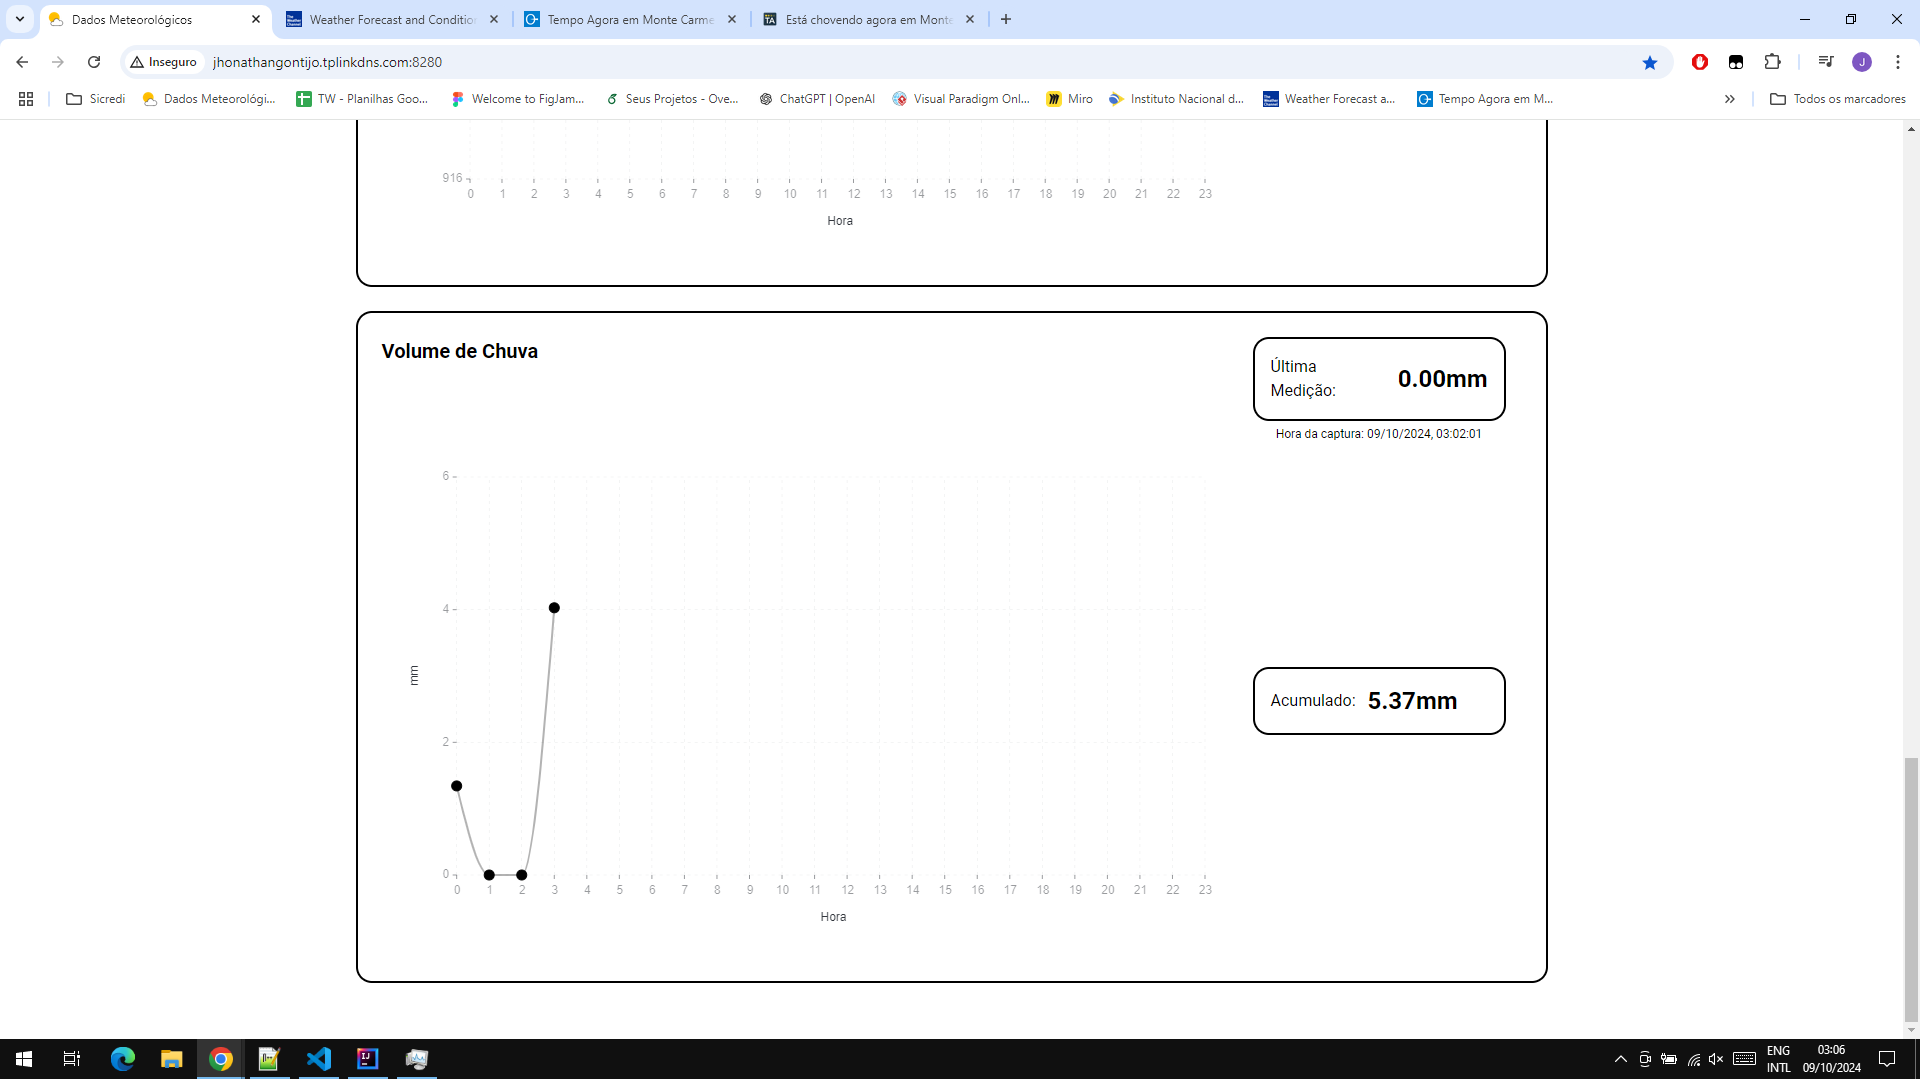 Dados Meteorológicos
Weather Forecast and Conditio
Tempo Agora em Monte Carme
Está chovendo agora em Monte
Inseguro
jhonathangontijo.tplinkdns.com:8280
Sicredi
Dados Meteorológi...
TW - Planilhas Goo...
Welcome to FigJam...
Seus Projetos - Ove...
ChatGPT | OpenAI
Visual Paradigm Onl...
Miro
Instituto Nacional d...
Weather Forecast a...
Tempo Agora em M...
Todos os marcadores
916
0 1 2 3 4 5 6 7 8 9 10 11 12 13 14 15 16 17 18 19 20 21 22 23
Hora
Volume de Chuva
Última
Medição:
0.00mm
Hora da captura: 09/10/2024, 03:02:01
6
4
mm
Acumulado: 5.37mm
2
0
0 1 2 3 4 5 6 7 8 9 10 11 12 13 14 15 16 17 18 19 20 21 22 23
Hora
ENG
INTL
03:06
09/10/2024